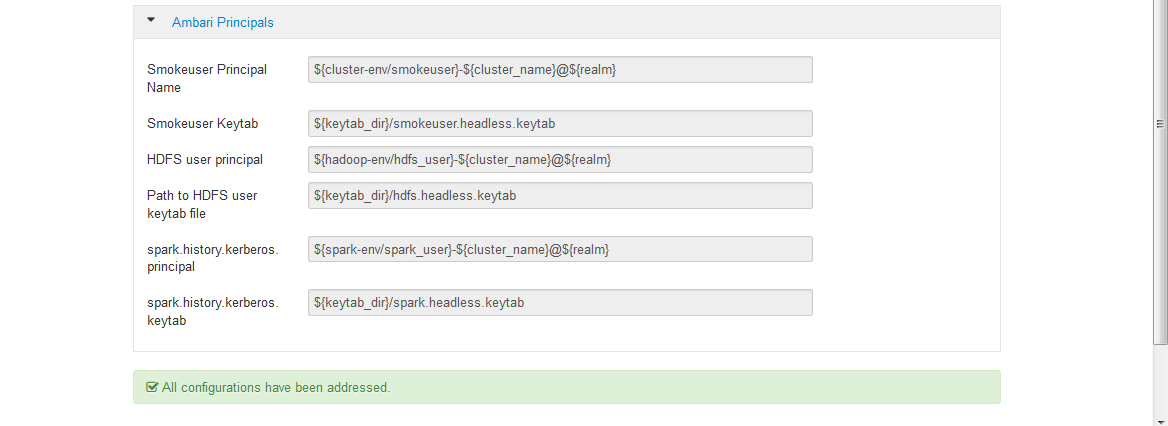 Ambari Principals
Smokeuser Principal
Name
${cluster-env/smokeuser}-${cluster_name}@${realm}
Smokeuser Keytab
${keytab_dir}/smokeuser.headless.keytab
HDFS user principal
${hadoop-env/hdfs_user}-${cluster_name}@${realm}
Path to HDFS user
keytab file
${keytab_dir}/hdfs.headless.keytab
spark.history.kerberos.
principal
${spark-env/spark_user}-${cluster_name}@${realm}
spark.history.kerberos.
keytab
${keytab_dir}/spark.headless.keytab
All configurations have been addressed.